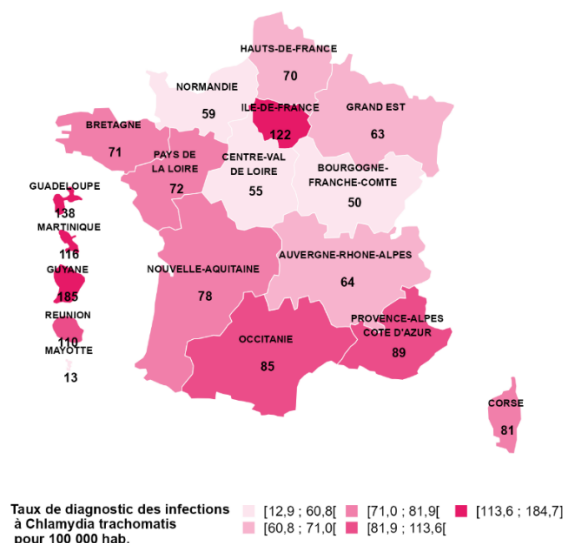 HAUTS-DE-FRANCE
70
NORMANDIE
59
ILE-DE-FRANCE
122
GRAND EST
63
BRETAGNE
71
PAYS DE
LA LOIRE
72
CENTRE-VAL
DE LOIRE
55
BOURGOGNE-
FRANCHE-COMTE
50
GUADELOUPE
138
MARTINIQUE
116
GUYANE
185
REUNION
110
MAYOTTE
13
NOUVELLE-AQUITAINE
78
AUVERGNE-RHONE-ALPES
64
OCCITANIE
85
PROVENCE-ALPES
COTE D'AZUR
89
CORSE
81
Taux de diagnostic des infections
à Chlamydia trachomatis
pour 100 000 hab.
[12,9 ; 60,8[ [71,0 ; 81,9[ [113,6 ; 184,7]
[60,8 ; 71,0[ [81,9 ; 113,6[